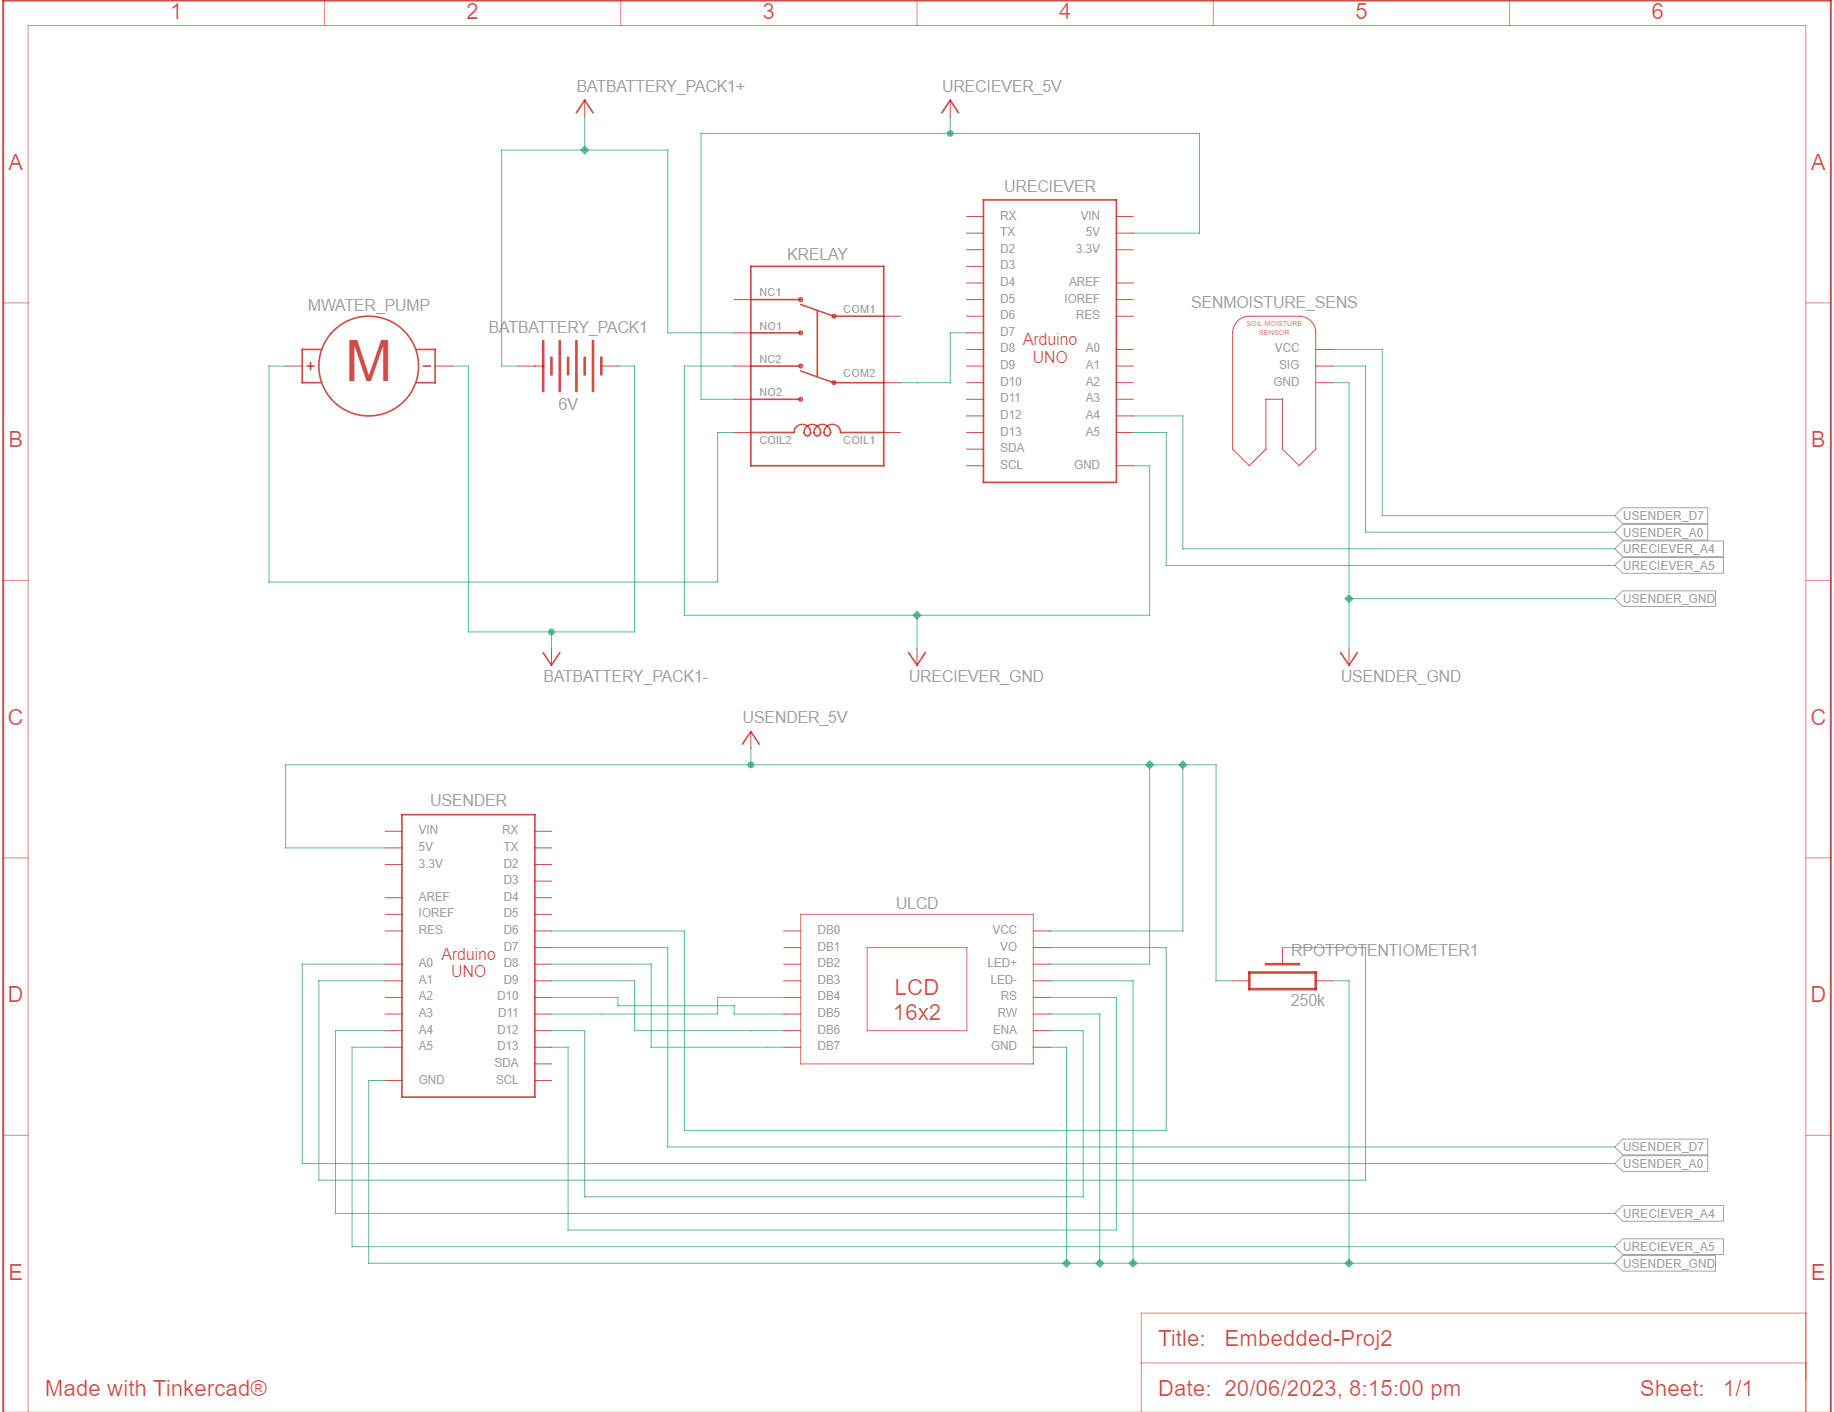 1 2 3 4 5 6
A A
B B
C C
D D
E E
BATBATTERY_PACK1+
URECIEVER_5V
URECIEVER
RX VIN
TX 5V
D2 3.3V
D3
D4 AREF
D5 IOREF
D6 RES
D7
D8 A0
D9 A1
D10 A2
D11 A3
D12 A4
D13 A5
SDA
SCL GND
Arduino
UNO
KRELAY
NC1
COM1
NO1
NC2
COM2
NO2
COIL2 COIL1
MWATER_PUMP
+ M -
BATBATTERY_PACK1
6V
SENMOISTURE_SENS
SOIL MOISTURE
SENSOR
VCC
SIG
GND
USENDER_D7
USENDER_A0
URECIEVER_A4
URECIEVER_A5
USENDER_GND
BATBATTERY_PACK1-
URECIEVER_GND
USENDER_GND
USENDER_5V
USENDER
VIN RX
5V TX
3.3V D2
D3
AREF D4
IOREF D5
RES D6
D7
A0 D8
A1 D9
A2 D10
A3 D11
A4 D12
A5 D13
SDA
GND SCL
Arduino
UNO
ULCD
DB0 VCC
DB1 VO
DB2 LED+
DB3 LED-
DB4 RS
DB5 RW
DB6 ENA
DB7 GND
LCD
16x2
RPOTPOTENTIOMETER1
250k
USENDER_D7
USENDER_A0
URECIEVER_A4
URECIEVER_A5
USENDER_GND
Title: Embedded-Proj2
Made with Tinkercad®
Date: 20/06/2023, 8:15:00 pm Sheet: 1/1